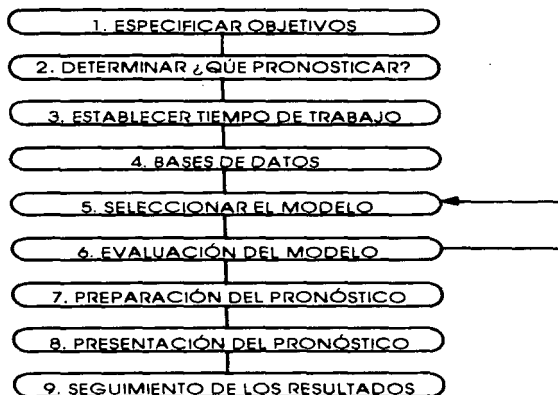 1. ESPECIFICAR OBJETIVOS
2. DETERMINAR ¿QUE PRONOSTICAR?
3. ESTABLECER TIEMPO DE TRABAJO
4. BASES DE DATOS
5. SELECCIONAR EL MODELO
6. EVALUACIÓN DEL MODELO
7. PREPARACIÓN DEL PRONÓSTICO
8. PRESENTACIÓN DEL PRONÓSTICO
9. SEGUIMIENTO DE LOS RESULTADOS